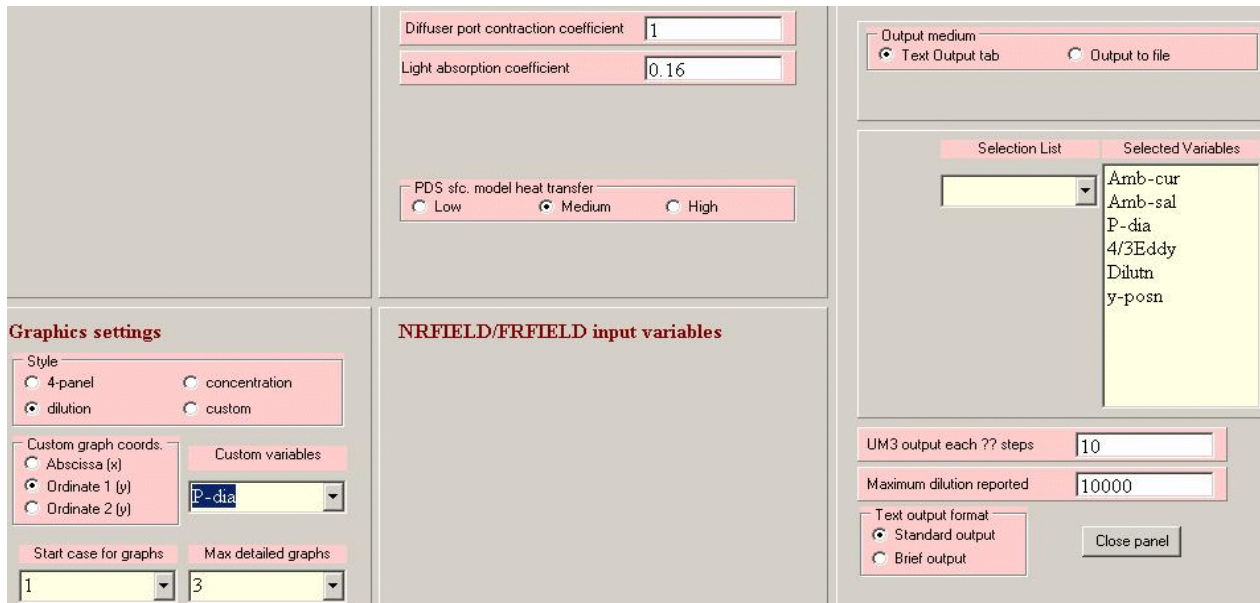 Diffuser port contraction coefficient 1
Light absorption coefficient 0.16
PDS sfc. model heat transfer
Low Medium High
Graphics settings
Style
4-panel concentration
dilution custom
Custom graph coords.
Abscissa (x)
Ordinate 1 (y)
Ordinate 2 (y)
Custom variables
P-dia
Start case for graphs Max detailed graphs
1 3
NRFIELD/FRFIELD input variables
Output medium
Text Output tab Output to file
Selection List Selected Variables
Amb-cur
Amb-sal
P-dia
4/3Eddy
Dilutn
y-posn
UM3 output each ?? steps 10
Maximum dilution reported 10000
Text output format
Standard output
Brief output
Close panel